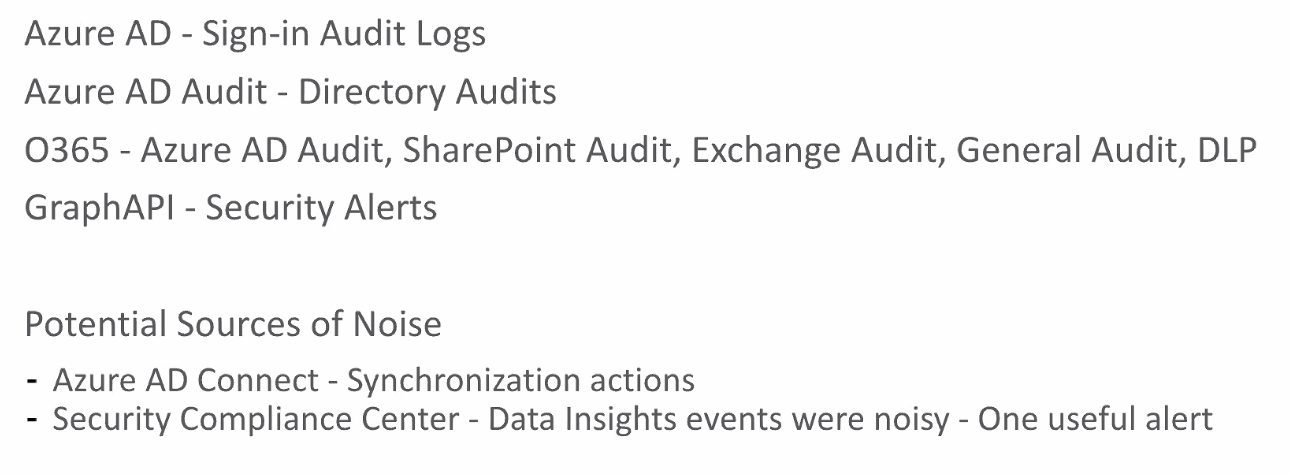 Azure AD - Sign-in Audit Logs
Azure AD Audit - Directory Audits
O365 - Azure AD Audit, SharePoint Audit, Exchange Audit, General Audit, DLP
GraphAPI - Security Alerts
Potential Sources of Noise
- Azure AD Connect - Synchronization actions
- Security Compliance Center - Data Insights events were noisy - One useful alert